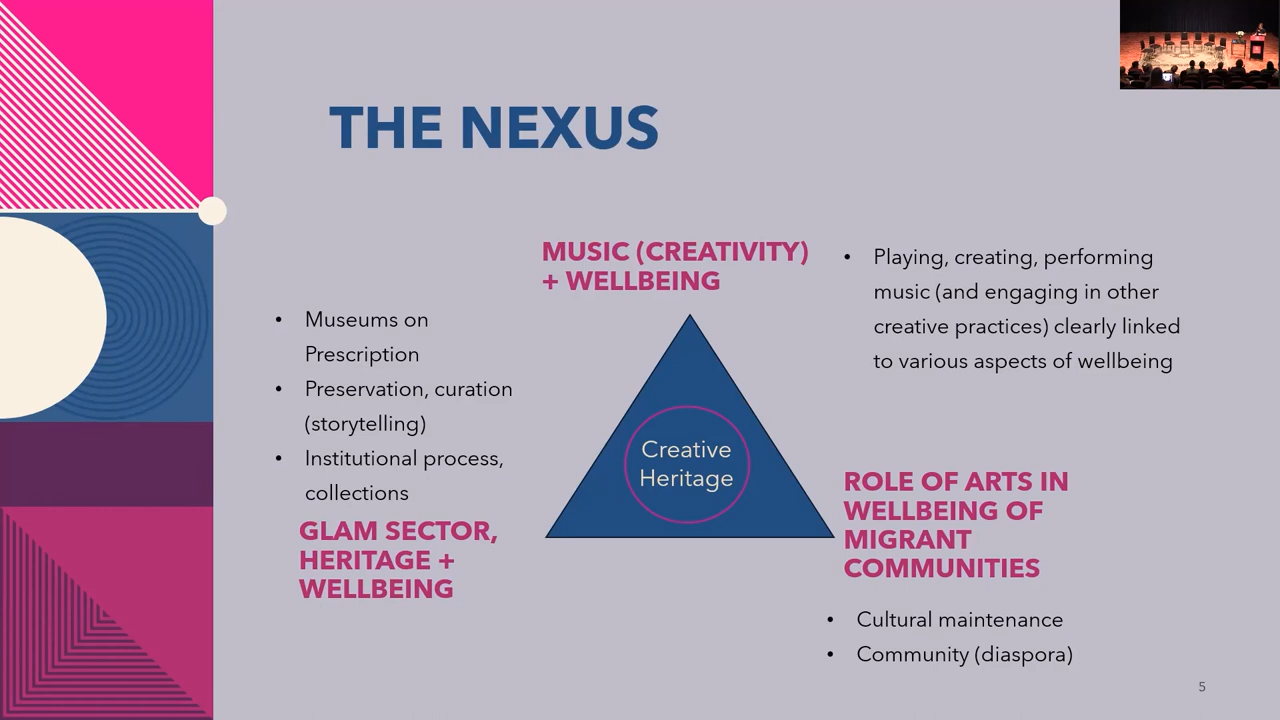 THE NEXUS
MUSIC (CREATIVITY)
+ WELLBEING
• Playing, creating, performing
music (and engaging in other
creative practices) clearly linked
to various aspects of wellbeing
• Museums on
Prescription
• Preservation, curation
(storytelling)
• Institutional process,
collections
GLAM SECTOR,
HERITAGE +
WELLBEING
Creative
Heritage
ROLE OF ARTS IN
WELLBEING OF
MIGRANT
COMMUNITIES
• Cultural maintenance
• Community (diaspora)
5